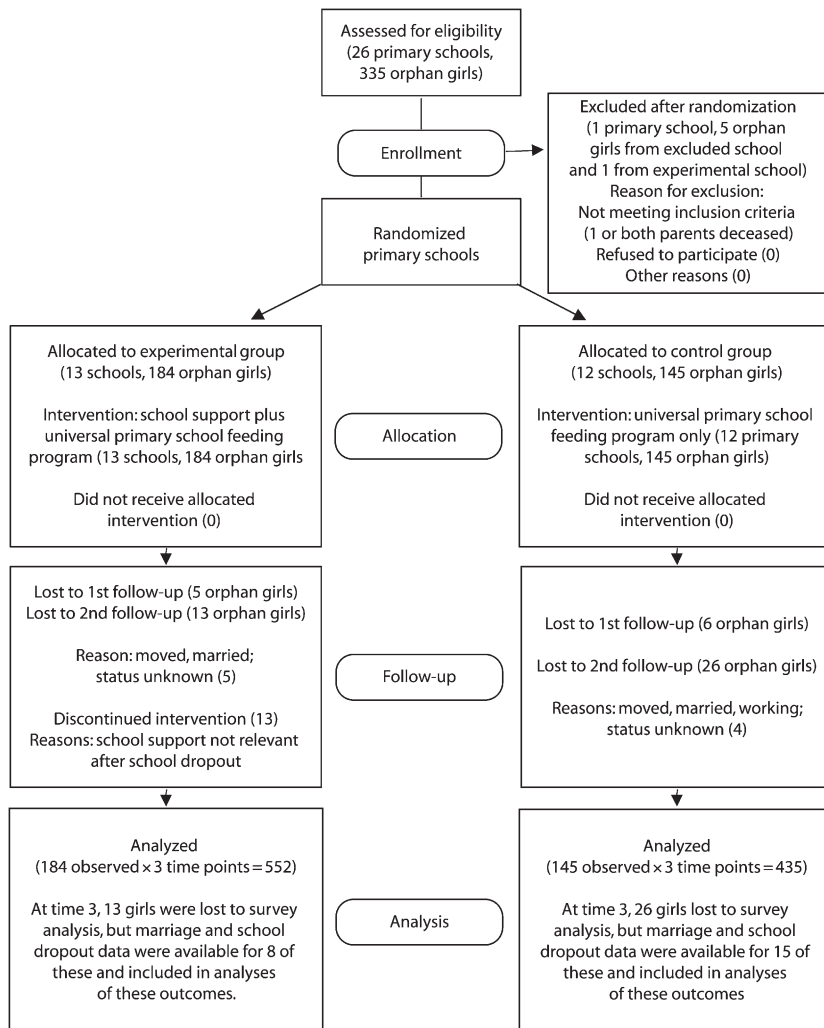 Assessed for eligibility
(26 primary schools,
335 orphan girls)
Enrollment
Excluded after randomization
(1 primary school, 5 orphan
girls from excluded school
and 1 from experimental school)
Reason for exclusion:
Not meeting inclusion criteria
(1 or both parents deceased)
Refused to participate (0)
Other reasons (0)
Randomized
primary schools
Allocated to experimental group
(13 schools, 184 orphan girls)
Intervention: school support plus
universal primary school feeding
program (13 schools, 184 orphan girls
Did not receive allocated
intervention (0)
Allocation
Allocated to control group
(12 schools, 145 orphan girls)
Intervention: universal primary school
feeding program only (12 primary
schools, 145 orphan girls)
Did not receive allocated
intervention (0)
Lost to 1st follow-up (5 orphan girls)
Lost to 2nd follow-up (13 orphan girls)
Reason: moved, married;
status unknown (5)
Discontinued intervention (13)
Reasons: school support not relevant
after school dropout
Follow-up
Lost to 1st follow-up (6 orphan girls)
Lost to 2nd follow-up (26 orphan girls)
Reasons: moved, married, working;
status unknown (4)
Analyzed
(184 observed × 3 time points = 552)
At time 3, 13 girls were lost to survey
analysis, but marriage and school
dropout data were available for 8 of
these and included in analyses
of these outcomes.
Analysis
Analyzed
(145 observed × 3 time points = 435)
At time 3, 26 girls lost to survey
analysis, but marriage and school
dropout data were available for 15 of
these and included in analyses of
these outcomes